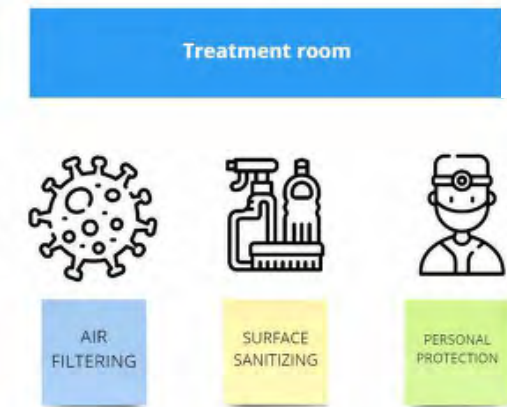 Treatment room
AIR
FILTERING
SURFACE
SANITIZING
PERSONAL
PROTECTION